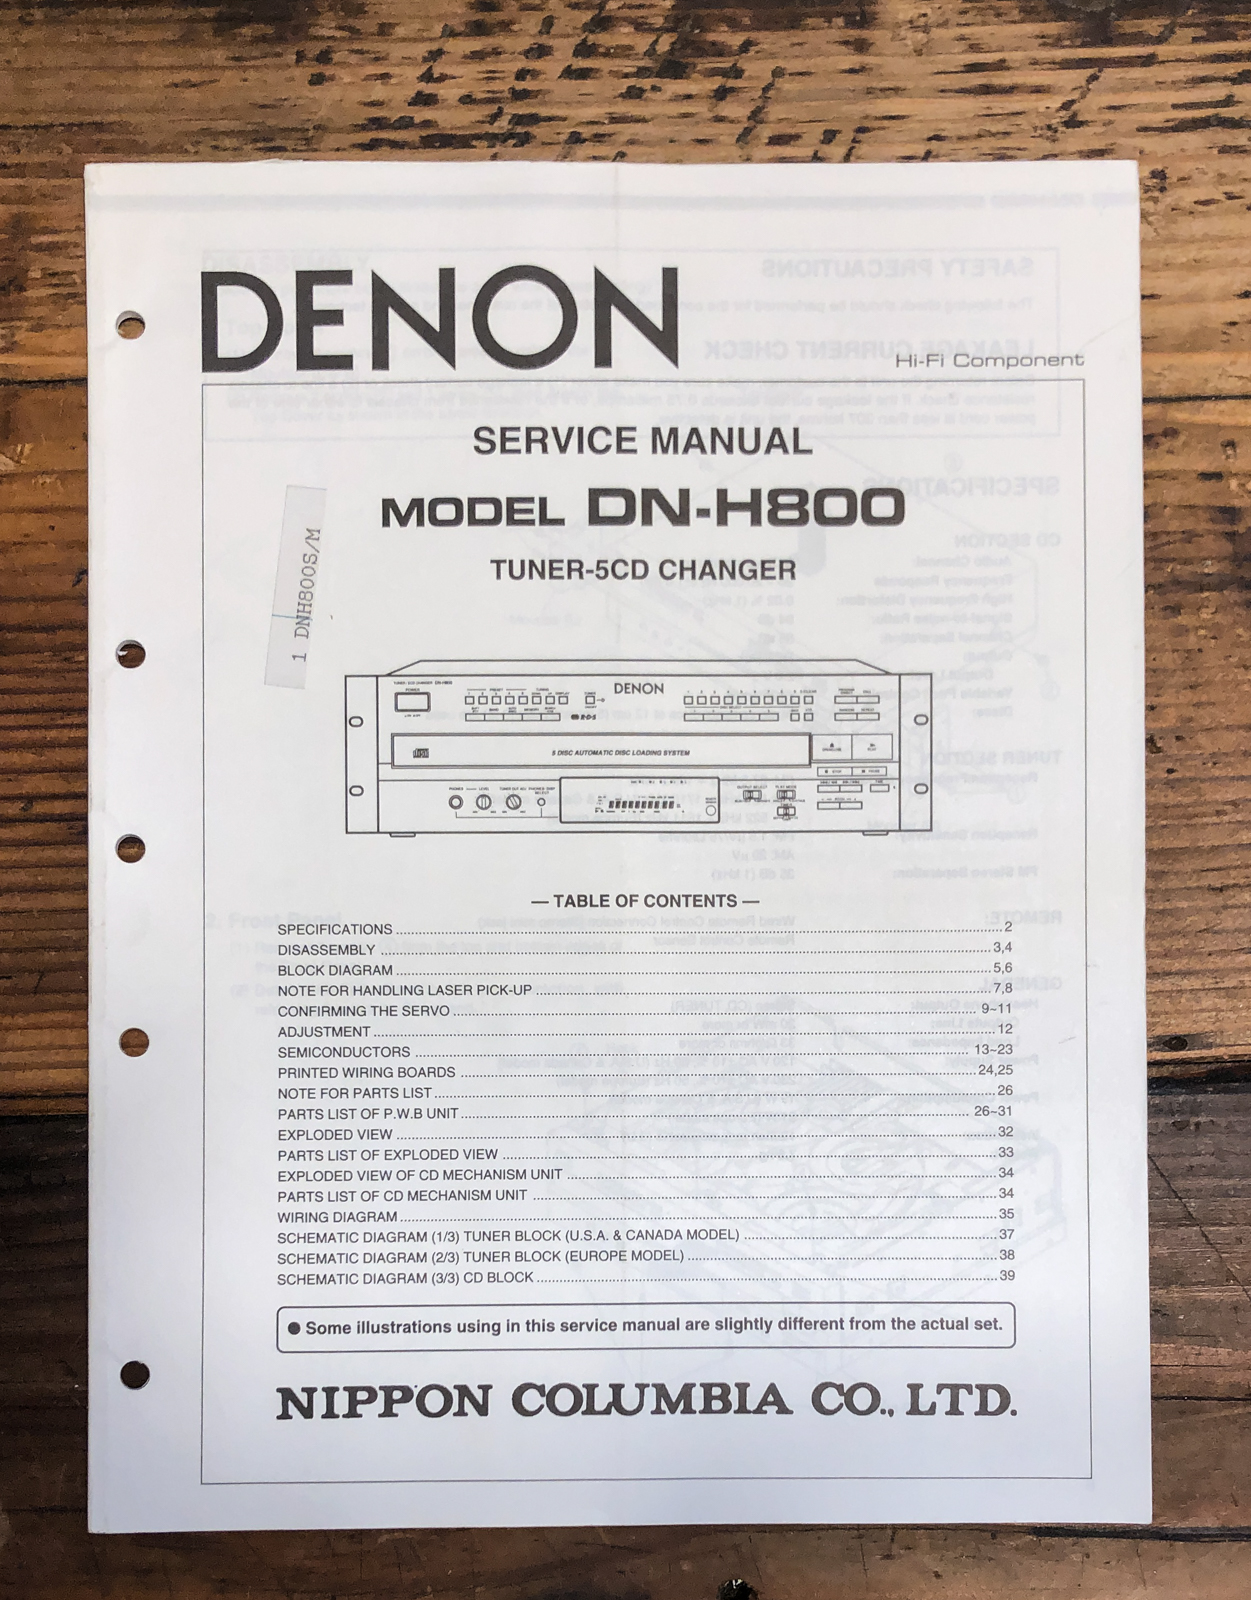 DENON
Hi-Fi Component
SERVICE MANUAL
MODEL DN-H800
TUNER-5CD CHANGER
1 DNH800S/M
DENON
5 DISC AUTOMATIC DISC LOADING SYSTEM
— TABLE OF CONTENTS —
SPECIFICATIONS 2
DISASSEMBLY 3,4
BLOCK DIAGRAM 5,6
NOTE FOR HANDLING LASER PICK-UP 7,8
CONFIRMING THE SERVO 9~11
ADJUSTMENT 12
SEMICONDUCTORS 13~23
PRINTED WIRING BOARDS 24,25
NOTE FOR PARTS LIST 26
PARTS LIST OF P.W.B UNIT 26~31
EXPLODED VIEW 32
PARTS LIST OF EXPLODED VIEW 33
EXPLODED VIEW OF CD MECHANISM UNIT 34
PARTS LIST OF CD MECHANISM UNIT 34
WIRING DIAGRAM 35
SCHEMATIC DIAGRAM (1/3) TUNER BLOCK (U.S.A. & CANADA MODEL) 37
SCHEMATIC DIAGRAM (2/3) TUNER BLOCK (EUROPE MODEL) 38
SCHEMATIC DIAGRAM (3/3) CD BLOCK 39
● Some illustrations using in this service manual are slightly different from the actual set.
NIPPON COLUMBIA CO., LTD.